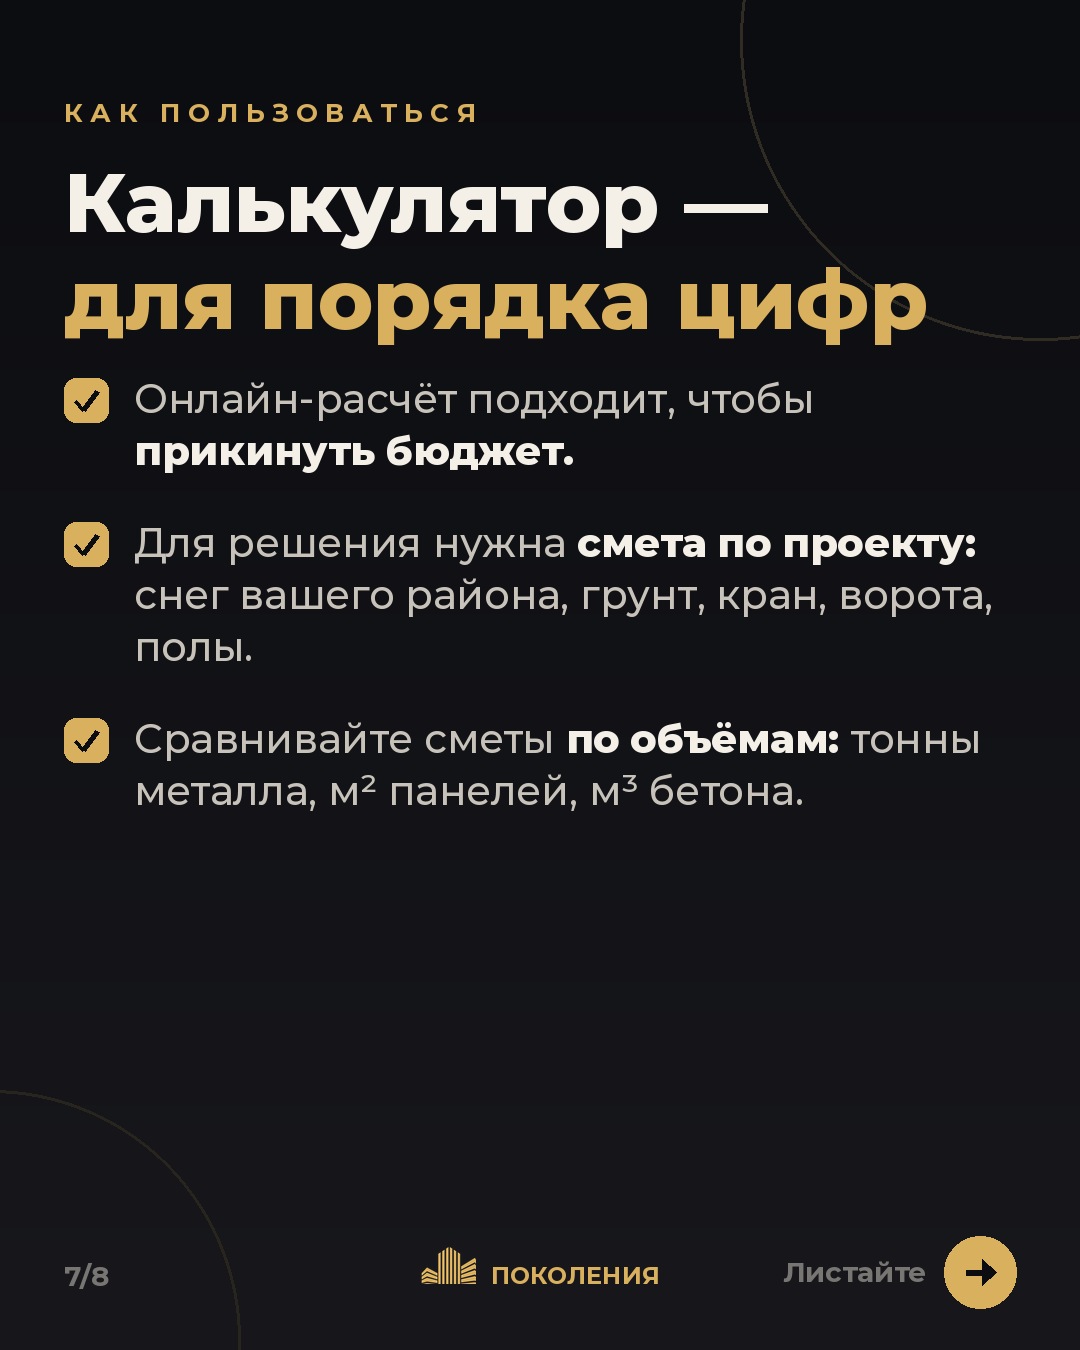 КАК ПОЛЬЗОВАТЬСЯ
Калькулятор —
для порядка цифр
Онлайн-расчёт подходит, чтобы
прикинуть бюджет.
Для решения нужна смета по проекту:
снег вашего района, грунт, кран, ворота,
полы.
Сравнивайте сметы по объёмам: тонны
металла, м² панелей, м³ бетона.
7/8
ПОКОЛЕНИЯ
Листайте